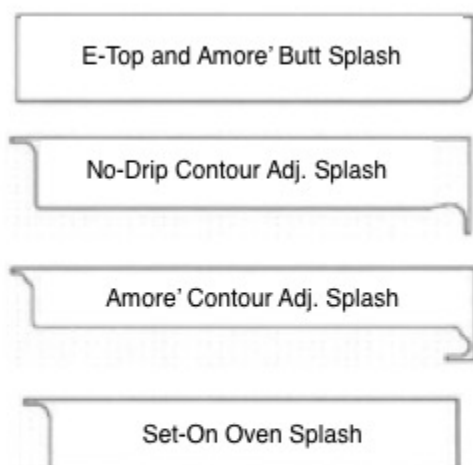 E-Top and Amore’ Butt Splash
No-Drip Contour Adj. Splash
Amore’ Contour Adj. Splash
Set-On Oven Splash